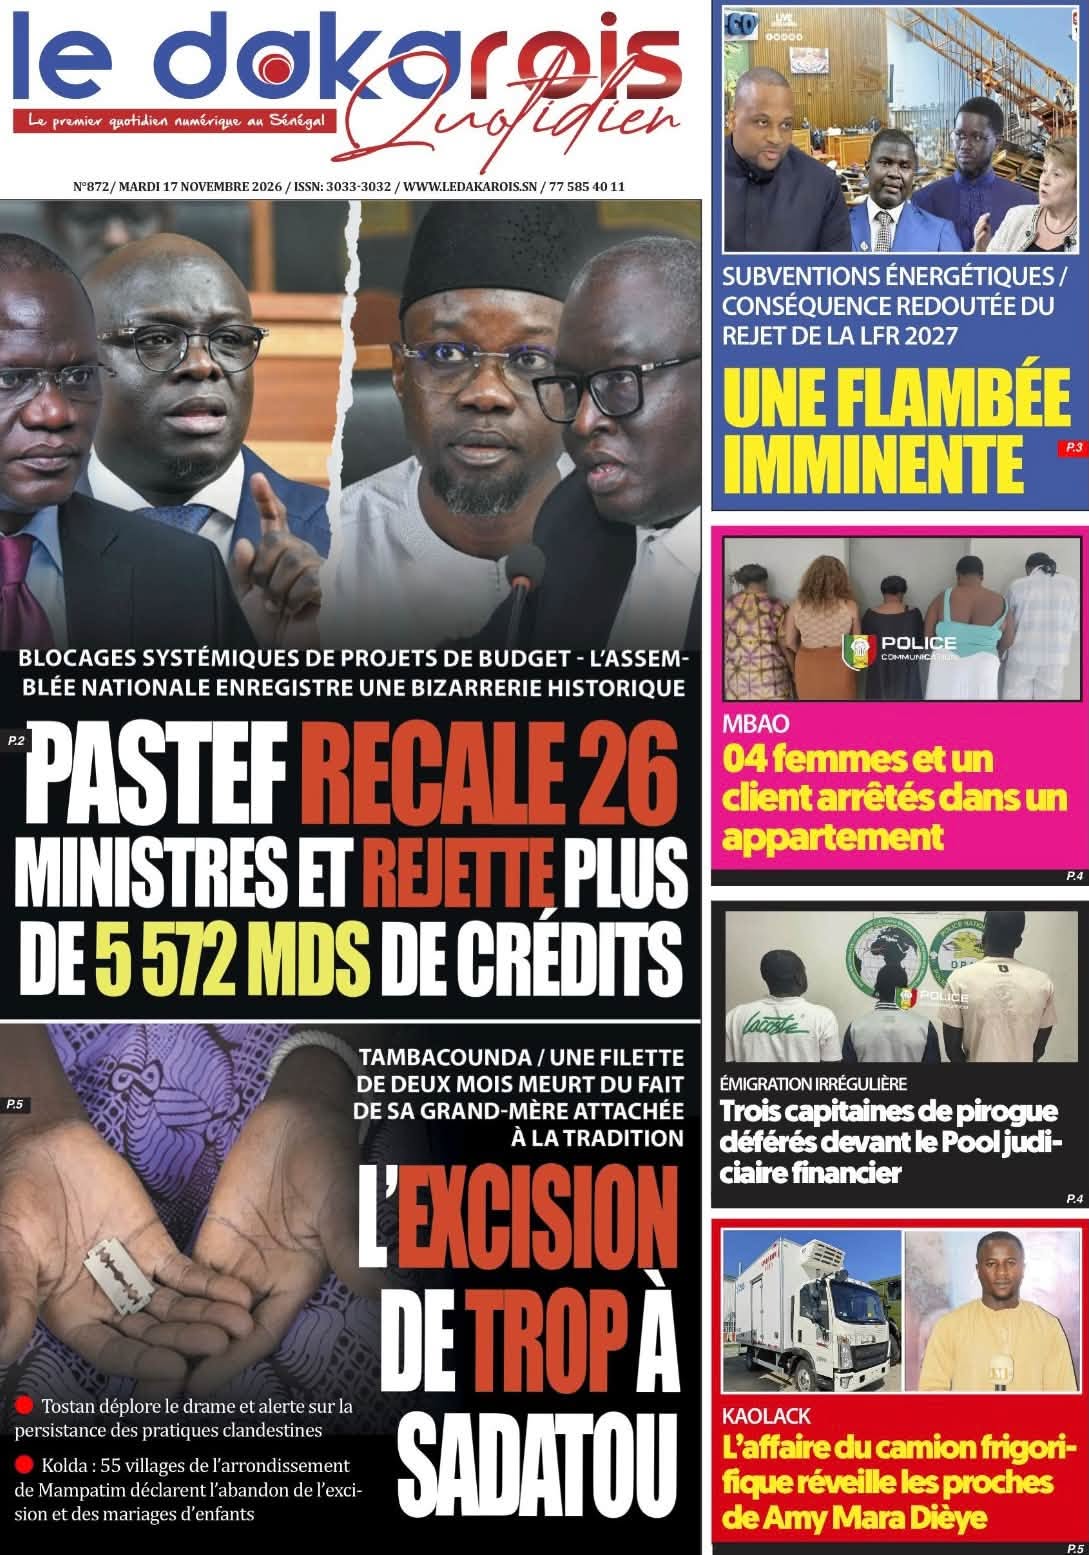 le dakarois
Quotidien
Le premier quotidien numérique au Sénégal
N°872/ MARDI 17 NOVEMBRE 2026 / ISSN: 3033-3032 / WWW.LEDAKAROIS.SN / 77 585 40 11
BLOCAGES SYSTÉMIQUES DE PROJETS DE BUDGET - L'ASSEM-
BLÉE NATIONALE ENREGISTRE UNE BIZARRERIE HISTORIQUE
P.2
PASTEF RECALE 26
MINISTRES ET REJETTE PLUS
DE 5 572 MDS DE CRÉDITS
TAMBACOUNDA / UNE FILETTE
DE DEUX MOIS MEURT DU FAIT
DE SA GRAND-MÈRE ATTACHÉE
À LA TRADITION
P.5
L'EXCISION
DE TROP À
SADATOU
Tostan déplore le drame et alerte sur la
persistance des pratiques clandestines
Kolda : 55 villages de l'arrondissement
de Mampatim déclarent l'abandon de l'exci-
sion et des mariages d'enfants
LIVE
SUBVENTIONS ÉNERGÉTIQUES /
CONSÉQUENCE REDOUTÉE DU
REJET DE LA LFR 2027
UNE FLAMBÉE
IMMINENTE
P.3
POLICE
COMMUNICATION
MBAO
04 femmes et un
client arrêtés dans un
appartement
P.4
Lacoste
POLICE
COMMUNICATION
ÉMIGRATION IRRÉGULIÈRE
Trois capitaines de pirogue
déférés devant le Pool judi-
ciaire financier
P.4
KAOLACK
L'affaire du camion frigori-
fique réveille les proches
de Amy Mara Dièye
P.5